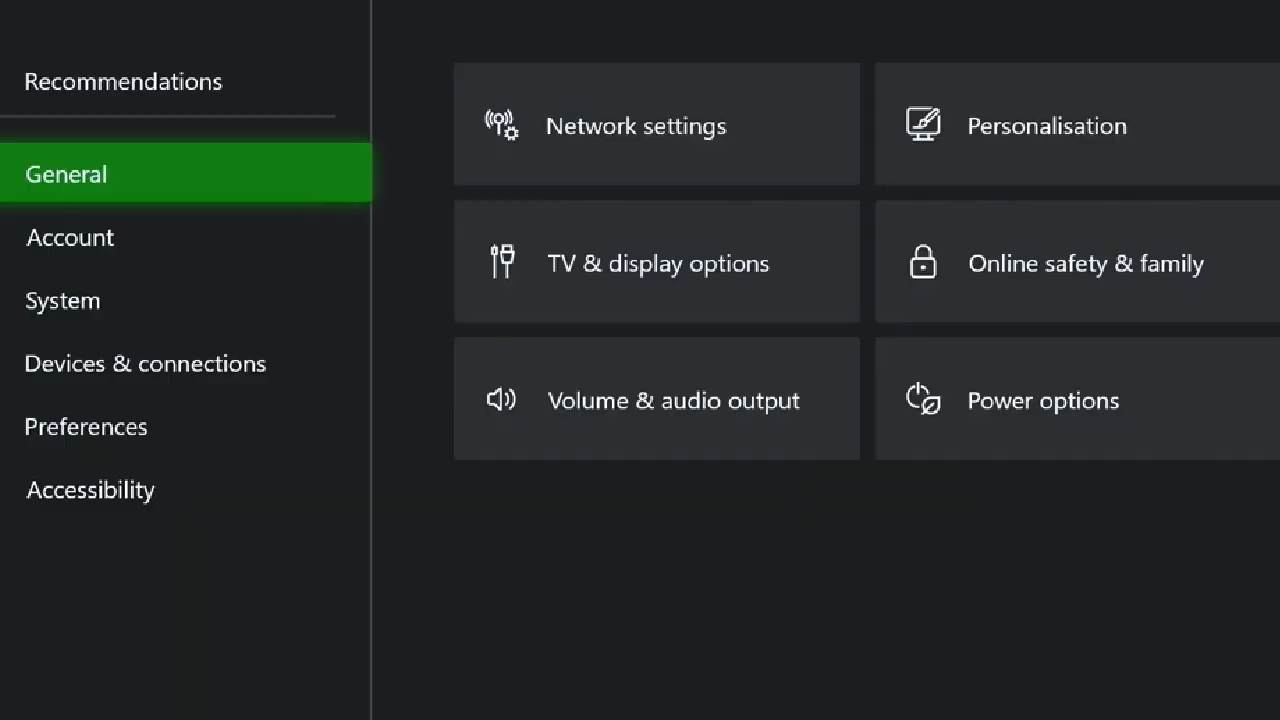 Recommendations
General
Account
System
Devices & connections
Preferences
Accessibility
Network settings
Personalisation
TV & display options
Online safety & family
Volume & audio output
Power options